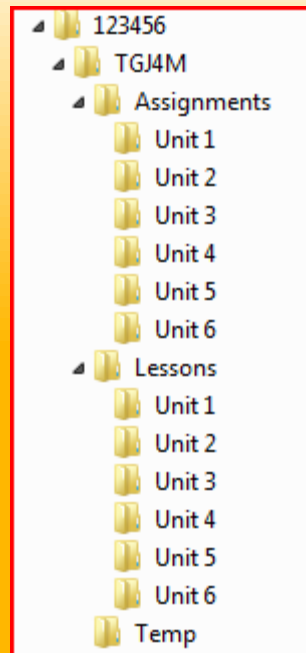 123456
TGJ4M
Assignments
Unit 1
Unit 2
Unit 3
Unit 4
Unit 5
Unit 6
Lessons
Unit 1
Unit 2
Unit 3
Unit 4
Unit 5
Unit 6
Temp